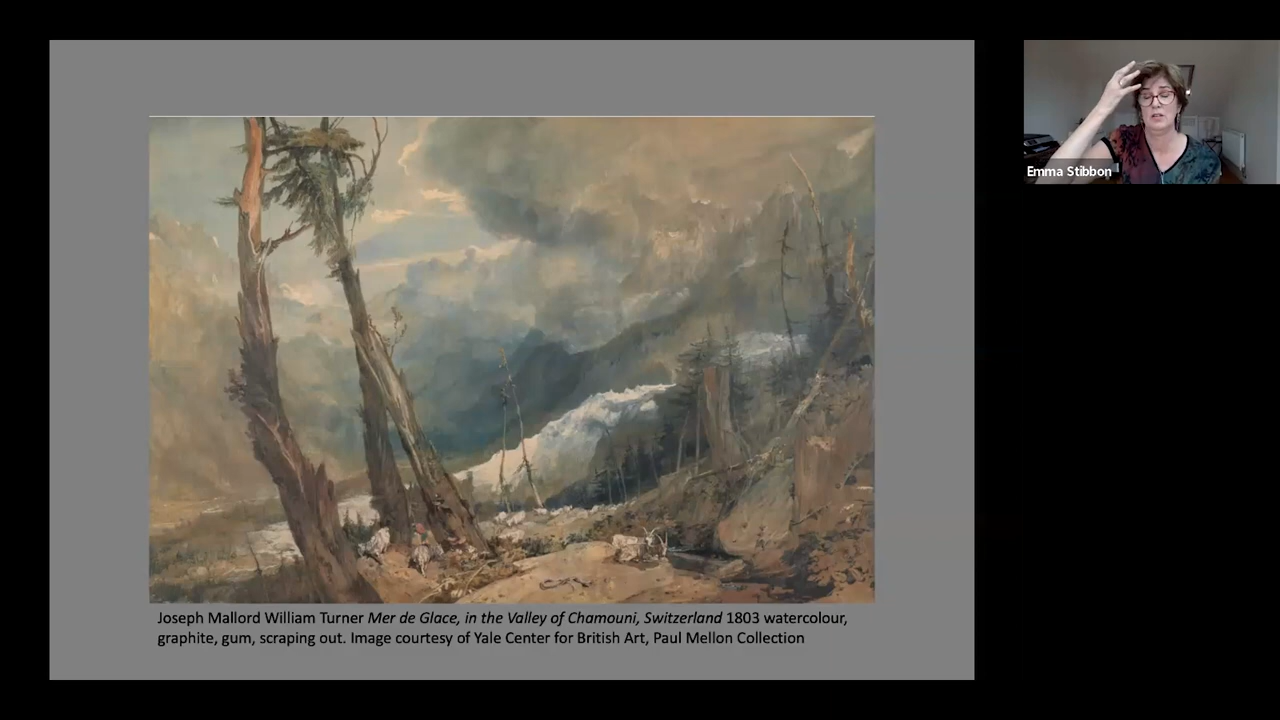 Emma Stibbon
Joseph Mallord William Turner Mer de Glace, in the Valley of Chamouni, Switzerland 1803 watercolour,
graphite, gum, scraping out. Image courtesy of Yale Center for British Art, Paul Mellon Collection